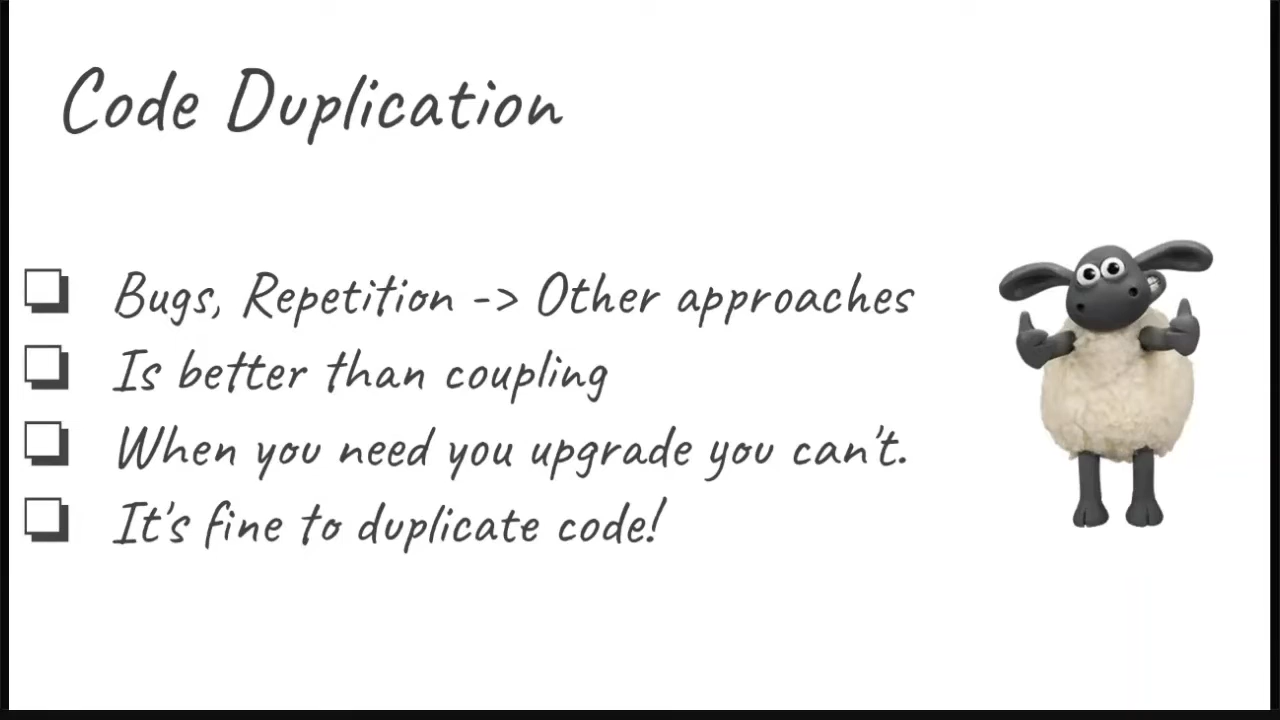 Code Duplication
Bugs, Repetition -> Other approaches
Is better than coupling
When you need you upgrade you can't.
It's fine to duplicate code!